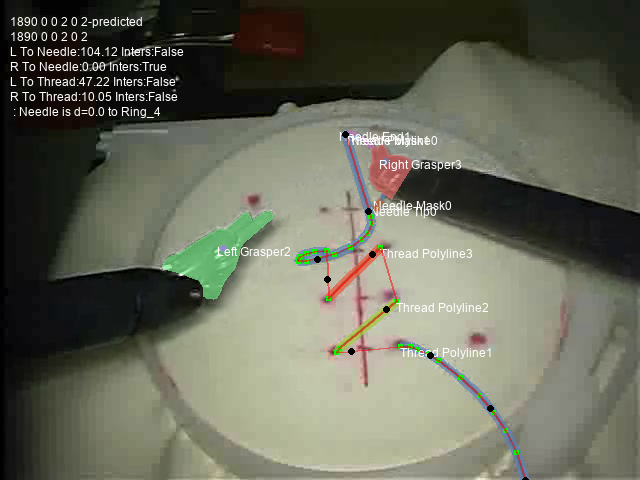 1890 0 0 2 0 2-predicted
1890 0 0 2 0 2
L To Needle:104.12 Inters:False
R To Needle:0.00 Inters:True
L To Thread:47.22 Inters:False
R To Thread:10.05 Inters:False
: Needle is d=0.0 to Ring_4
Needle End1
Right Grasper3
Needle Mask0
Needle Tip0
Left Grasper2
Thread Polyline3
Thread Polyline2
Thread Polyline1